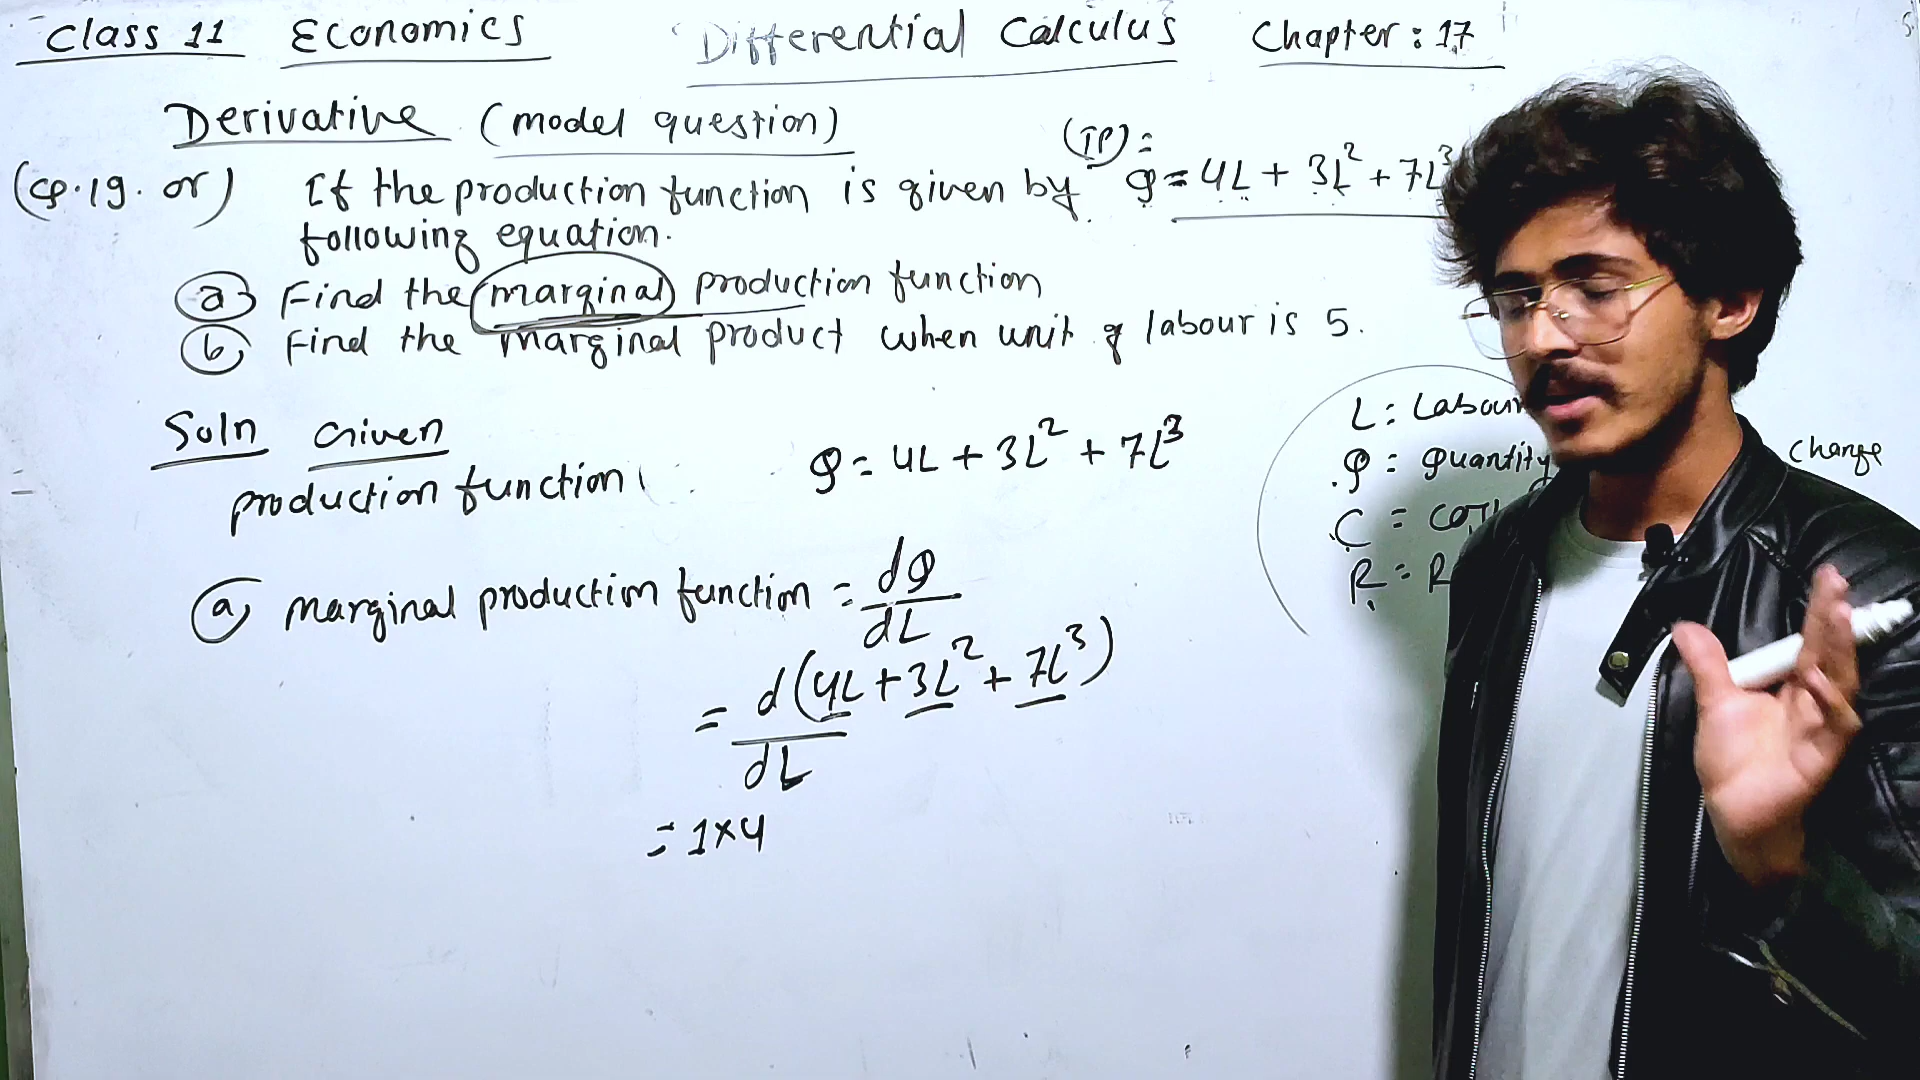 Class 11 Economics Differential Calculus Chapter: 17
Derivative (model question)
(TP) =
(Q.19. or) If the production function is given by Q = 4L + 3L² + 7L³
following equation.
(a) Find the marginal production function
(b) Find the marginal product when unit of labour is 5.
Soln Given
production function, Q = 4L + 3L² + 7L³
(a) marginal production function = dQ/dL
= d(4L + 3L² + 7L³)/dL
= 1×4
L : Labour
Q : Quantity
change
C =
R =